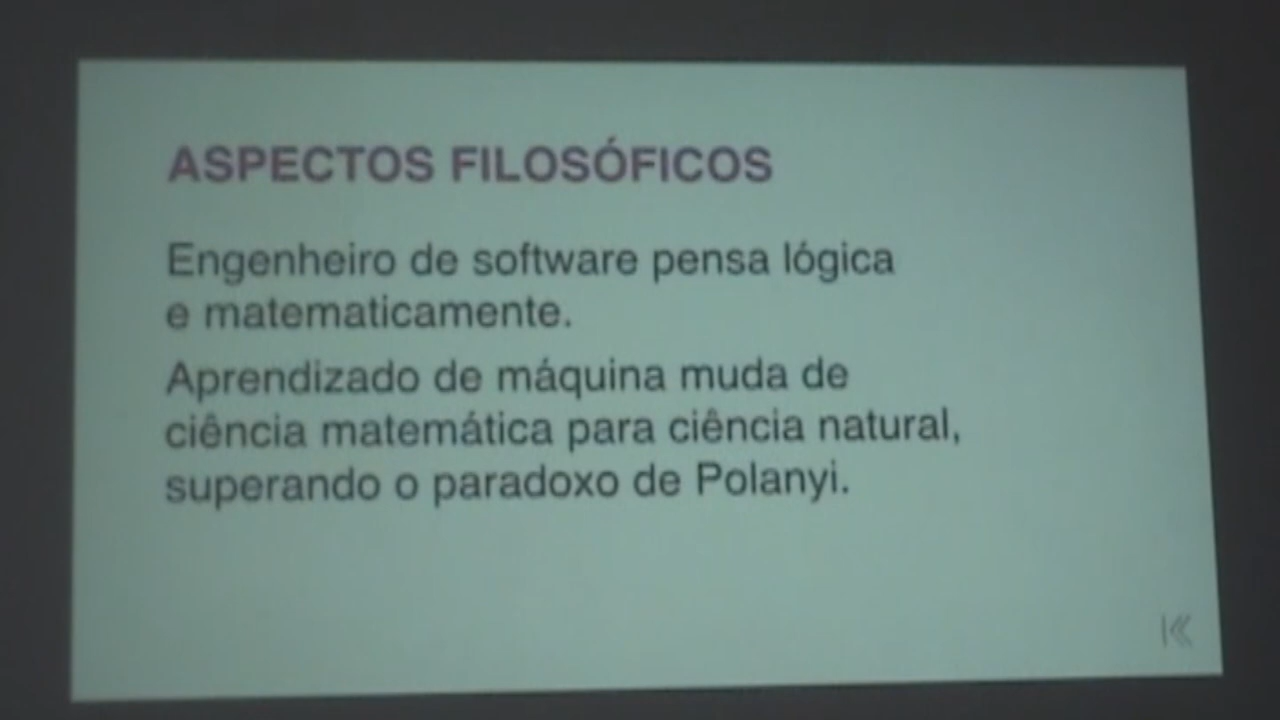 ASPECTOS FILOSÓFICOS
Engenheiro de software pensa lógica
e matematicamente.
Aprendizado de máquina muda de
ciência matemática para ciência natural,
superando o paradoxo de Polanyi.